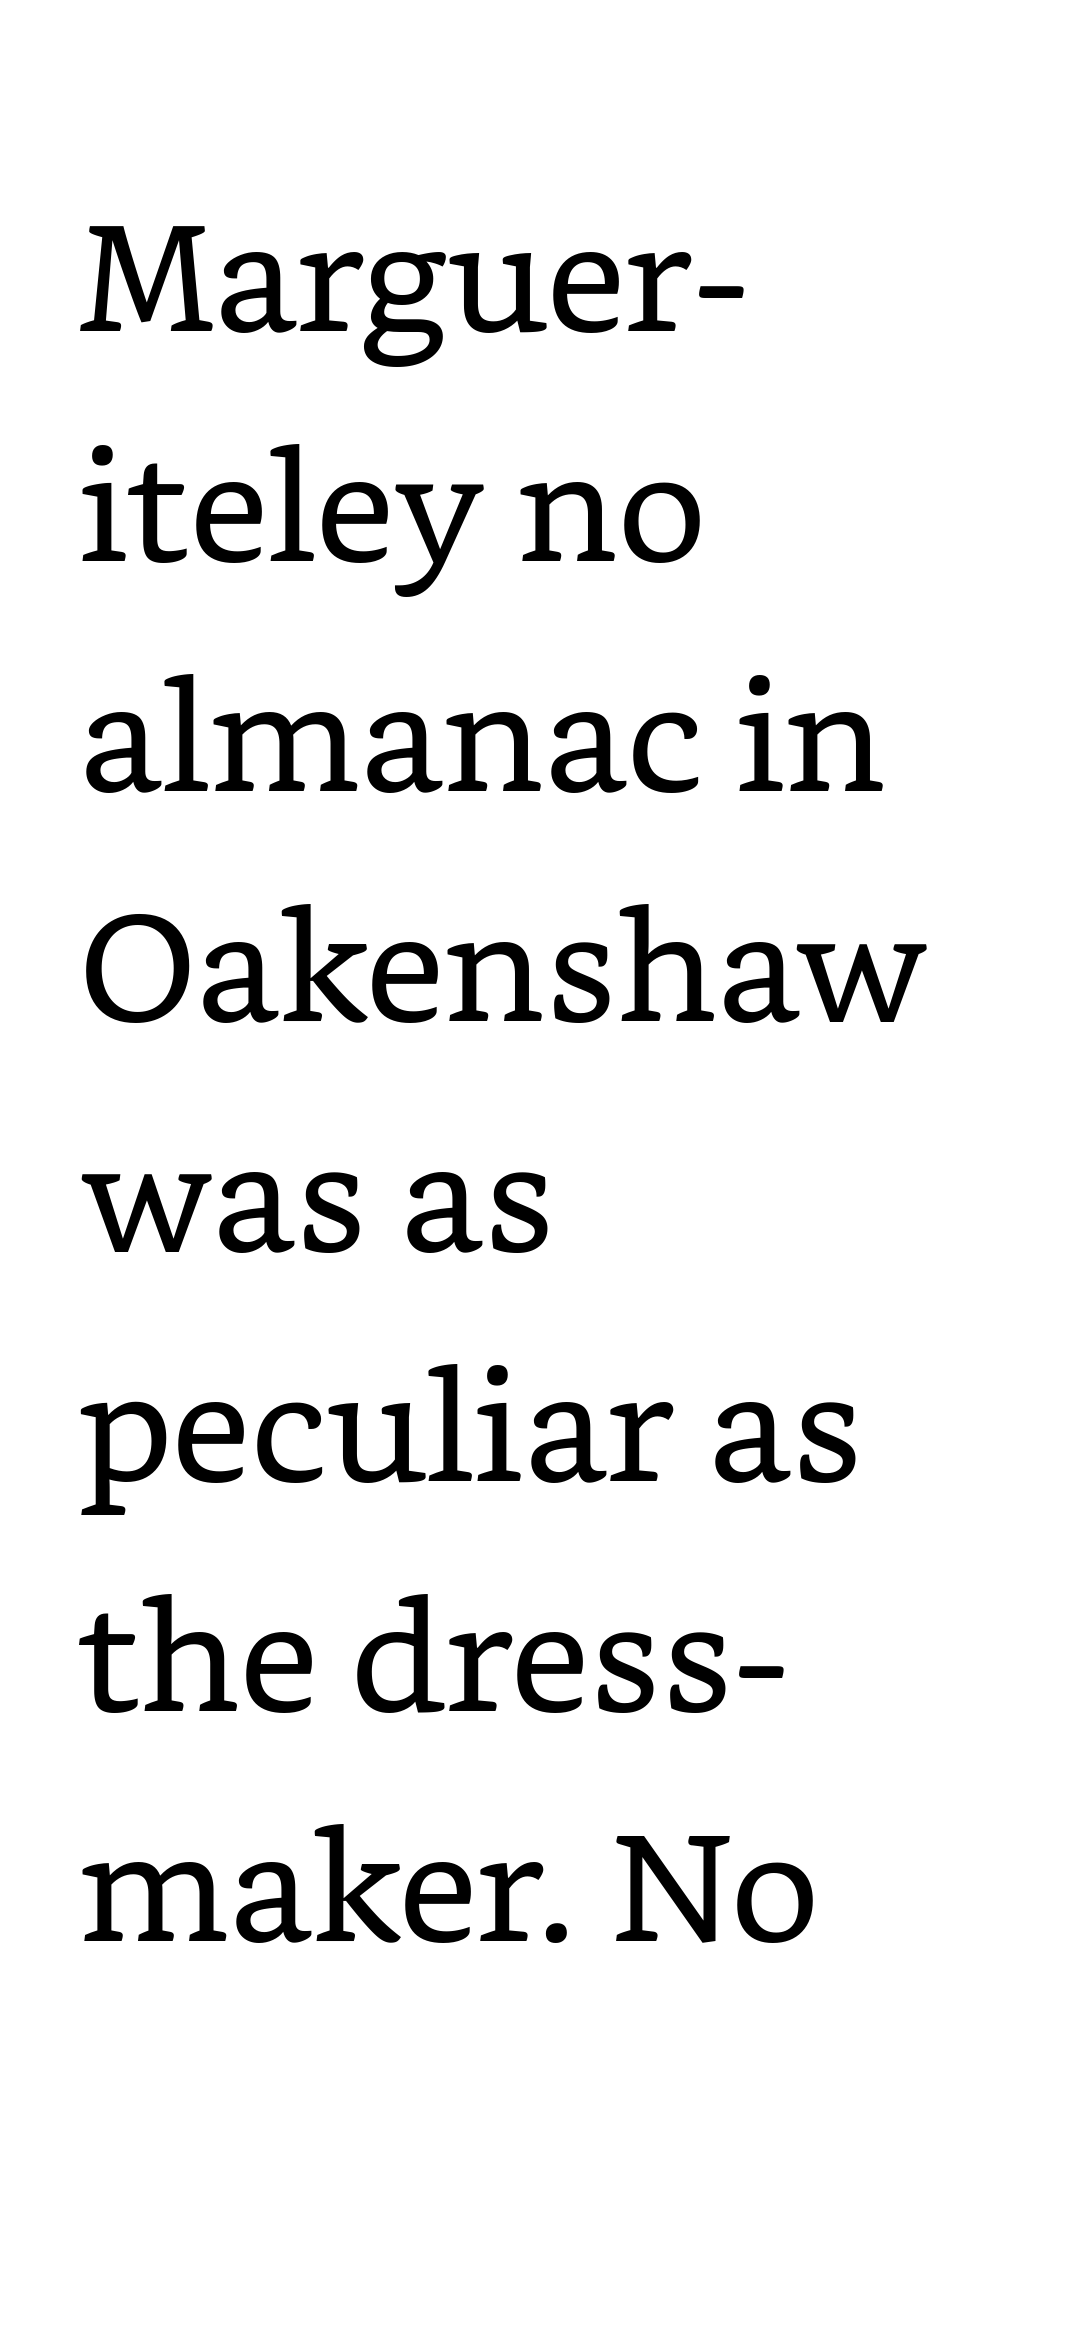 Marguer-
iteley no
almanac in
Oakenshaw
was as
peculiar as
the dress-
maker. No